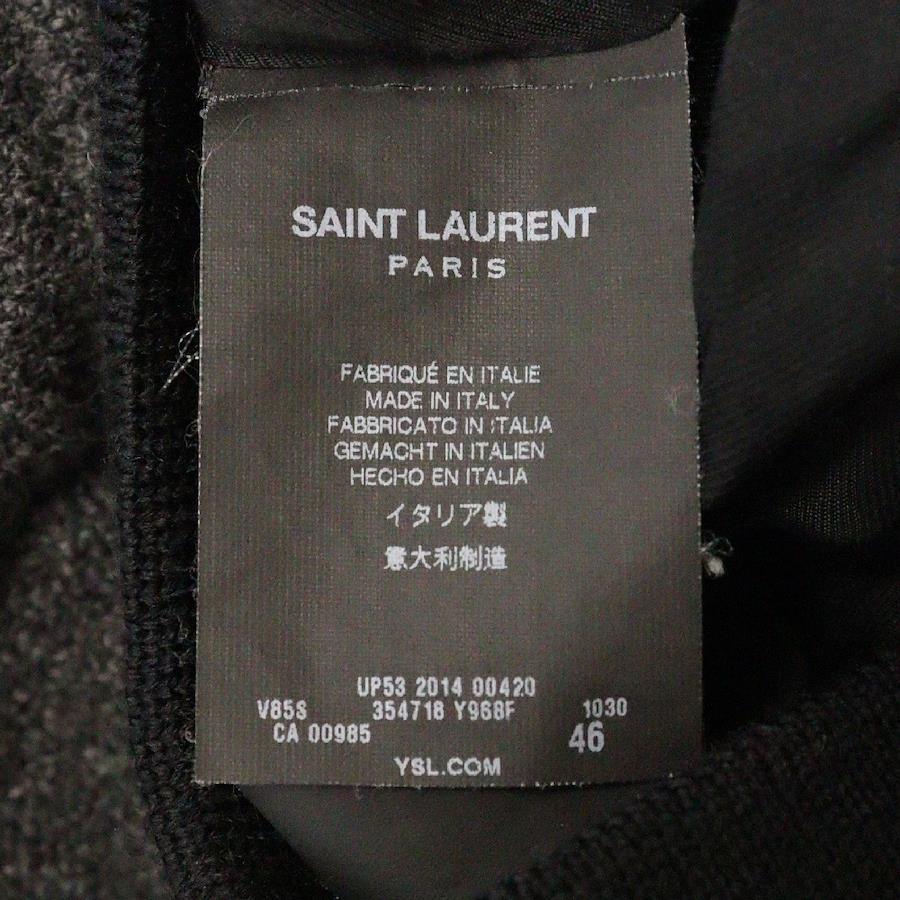 SAINT LAURENT
PARIS
FABRIQUÉ EN ITALIE
MADE IN ITALY
FABBRICATO IN ITALIA
GEMACHT IN ITALIEN
HECHO EN ITALIA
イタリア製
意大利制造
UP53 2014 00420
V85S 354718 Y968F 1030
CA 00985 46
YSL.COM